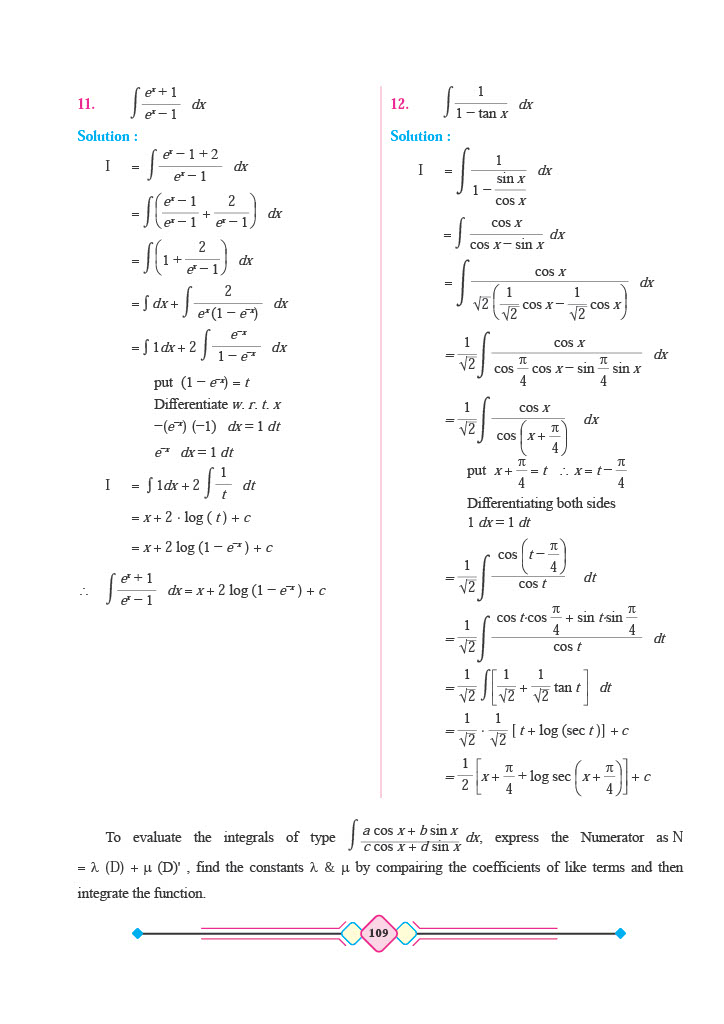 11. ∫ (eˣ + 1)/(eˣ − 1) dx
Solution :
I = ∫ (eˣ − 1 + 2)/(eˣ − 1) dx
= ∫ ( (eˣ − 1)/(eˣ − 1) + 2/(eˣ − 1) ) dx
= ∫ ( 1 + 2/(eˣ − 1) ) dx
= ∫ dx + ∫ 2/(eˣ (1 − e⁻ˣ)) dx
= ∫ 1dx + 2 ∫ e⁻ˣ/(1 − e⁻ˣ) dx
put (1 − e⁻ˣ) = t
Differentiate w. r. t. x
−(e⁻ˣ) (−1) dx = 1 dt
e⁻ˣ dx = 1 dt
I = ∫ 1dx + 2 ∫ 1/t dt
= x + 2 · log ( t ) + c
= x + 2 log (1 − e⁻ˣ ) + c
∴ ∫ (eˣ + 1)/(eˣ − 1) dx = x + 2 log (1 − e⁻ˣ ) + c
12. ∫ 1/(1 − tan x) dx
Solution :
I = ∫ 1/(1 − sin x/cos x) dx
= ∫ cos x/(cos x − sin x) dx
= ∫ cos x/(√2 ( 1/√2 cos x − 1/√2 cos x )) dx
= 1/√2 ∫ cos x/(cos π/4 cos x − sin π/4 sin x) dx
= 1/√2 ∫ cos x/cos ( x + π/4 ) dx
put x + π/4 = t ∴ x = t − π/4
Differentiating both sides
1 dx = 1 dt
= 1/√2 ∫ cos ( t − π/4 )/cos t dt
= 1/√2 ∫ (cos t·cos π/4 + sin t·sin π/4)/cos t dt
= 1/√2 ∫ [ 1/√2 + 1/√2 tan t ] dt
= 1/√2 · 1/√2 [ t + log (sec t )] + c
= 1/2 [ x + π/4 + log sec ( x + π/4 ) ] + c
To evaluate the integrals of type ∫ (a cos x + b sin x)/(c cos x + d sin x) dx, express the Numerator as N
= λ (D) + μ (D)' , find the constants λ & μ by compairing the coefficients of like terms and then
integrate the function.
109